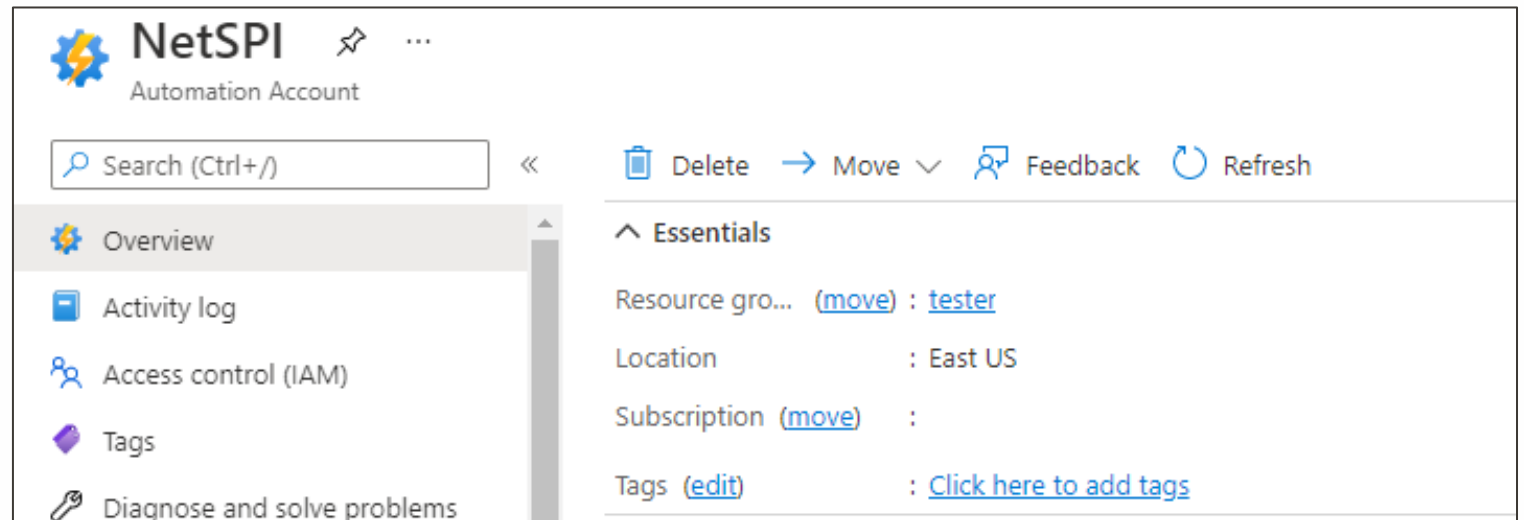 NetSPI ...
Automation Account
Search (Ctrl+/)
«
Delete Move Feedback Refresh
Overview
Activity log
Access control (IAM)
Tags
Diagnose and solve problems
Essentials
Resource gro... (move) : tester
Location : East US
Subscription (move) :
Tags (edit) : Click here to add tags